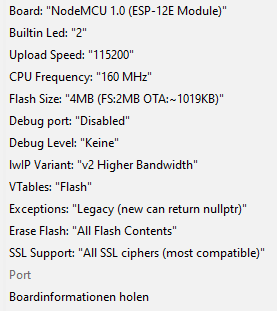 Board: "NodeMCU 1.0 (ESP-12E Module)"
Builtin Led: "2"
Upload Speed: "115200"
CPU Frequency: "160 MHz"
Flash Size: "4MB (FS:2MB OTA:~1019KB)"
Debug port: "Disabled"
Debug Level: "Keine"
lwIP Variant: "v2 Higher Bandwidth"
VTables: "Flash"
Exceptions: "Legacy (new can return nullptr)"
Erase Flash: "All Flash Contents"
SSL Support: "All SSL ciphers (most compatible)"
Port
Boardinformationen holen